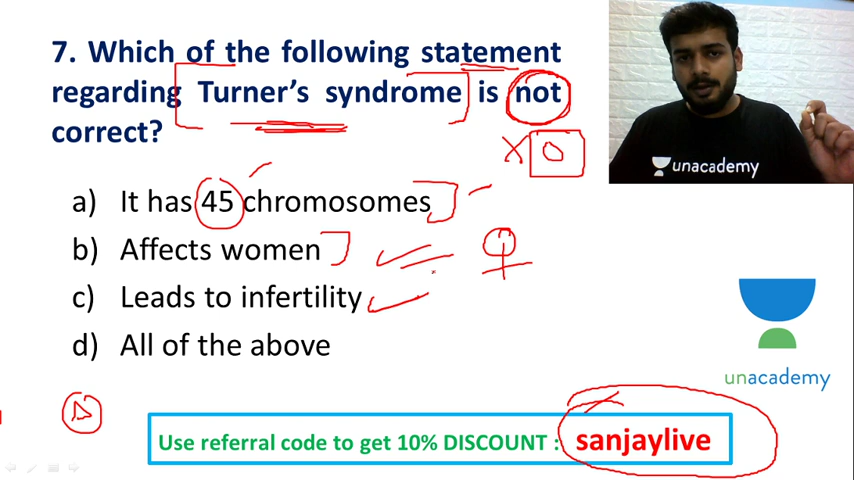 7. Which of the following statement
regarding Turner's syndrome is not
correct?
XO
unacademy
a) It has 45 chromosomes
b) Affects women
c) Leads to infertility
d) All of the above
unacademy
D
Use referral code to get 10% DISCOUNT : sanjaylive